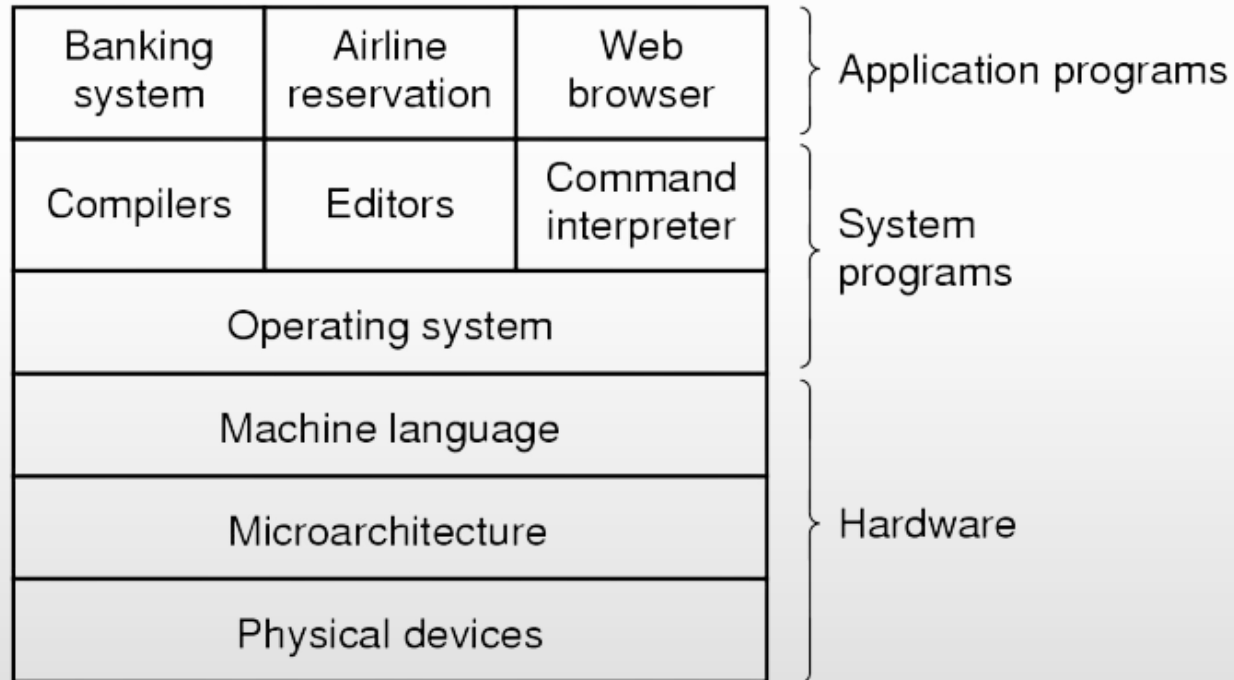 Banking
system
Airline
reservation
Web
browser
Application programs
Compilers
Editors
Command
interpreter
System
programs
Operating system
Machine language
Microarchitecture
Hardware
Physical devices